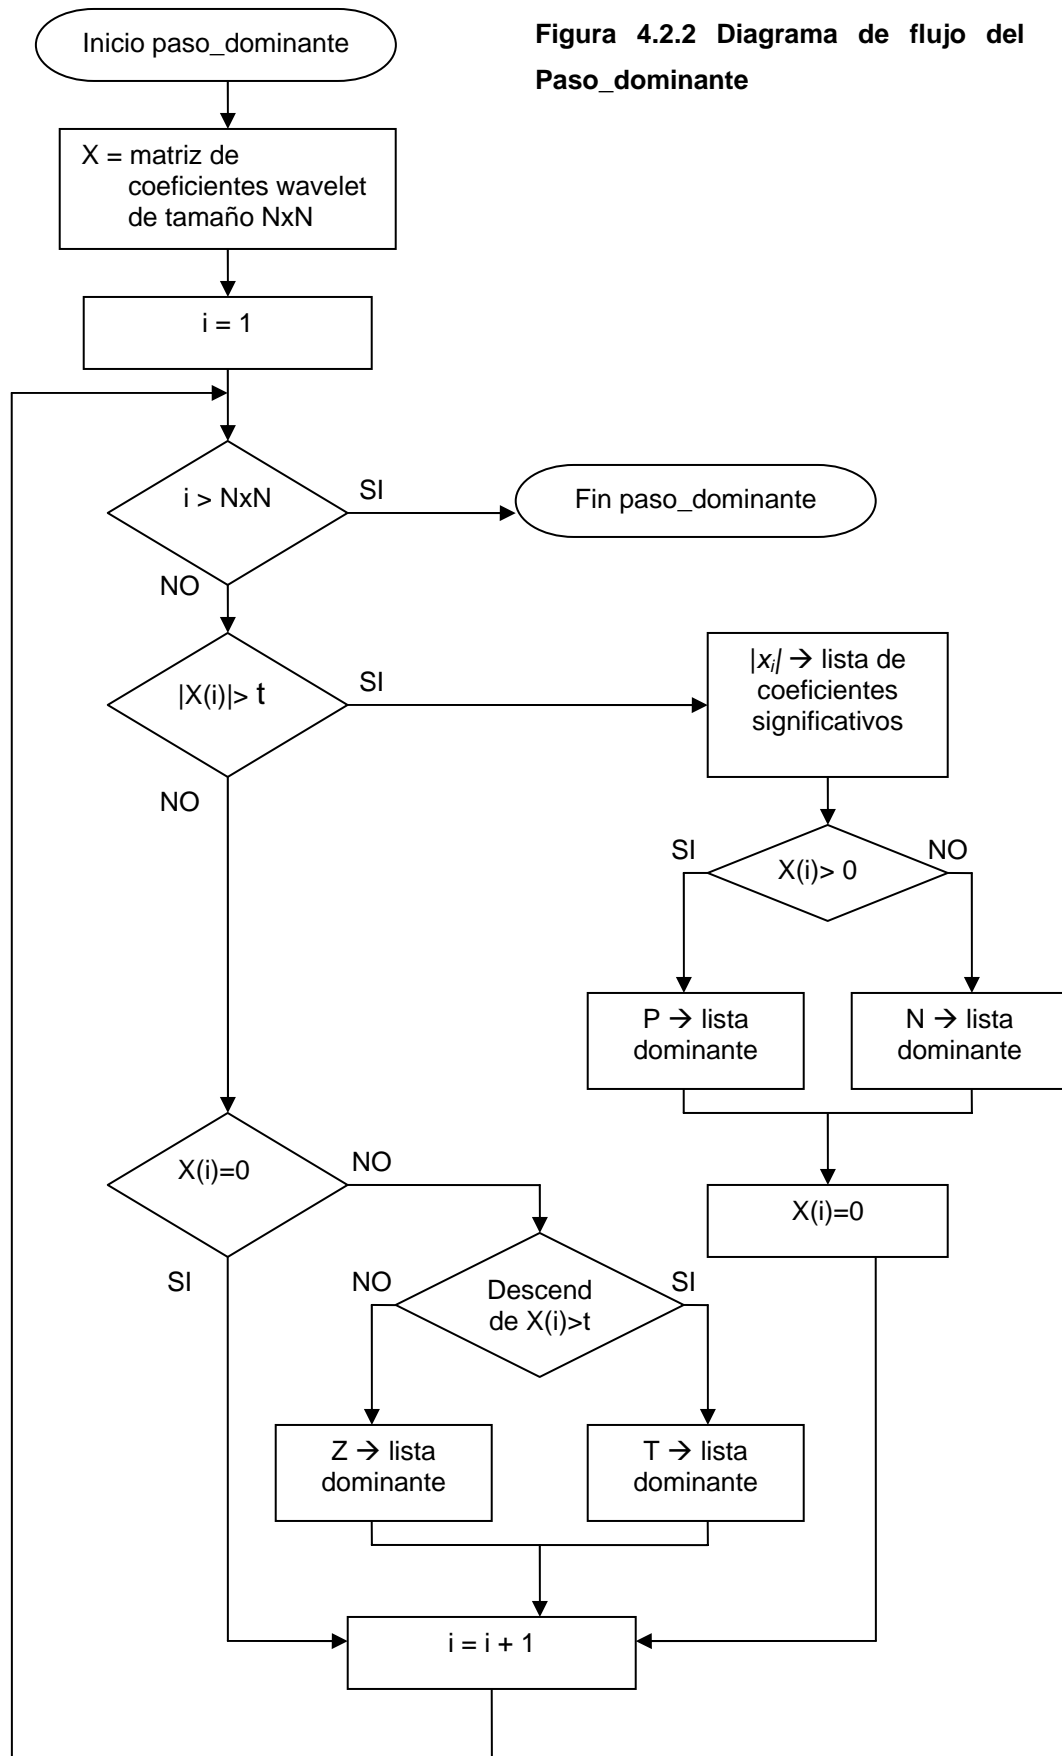 Inicio paso_dominante
Figura 4.2.2 Diagrama de flujo del
Paso_dominante
X = matriz de
coeficientes wavelet
de tamaño NxN
i = 1
i > NxN
SI
Fin paso_dominante
NO
|X(i)|> t
SI
NO
|xᵢ| → lista de
coeficientes
significativos
SI
X(i)> 0
NO
P → lista
dominante
N → lista
dominante
X(i)=0
NO
SI
X(i)=0
NO
Descend
de X(i)>t
SI
Z → lista
dominante
T → lista
dominante
i = i + 1